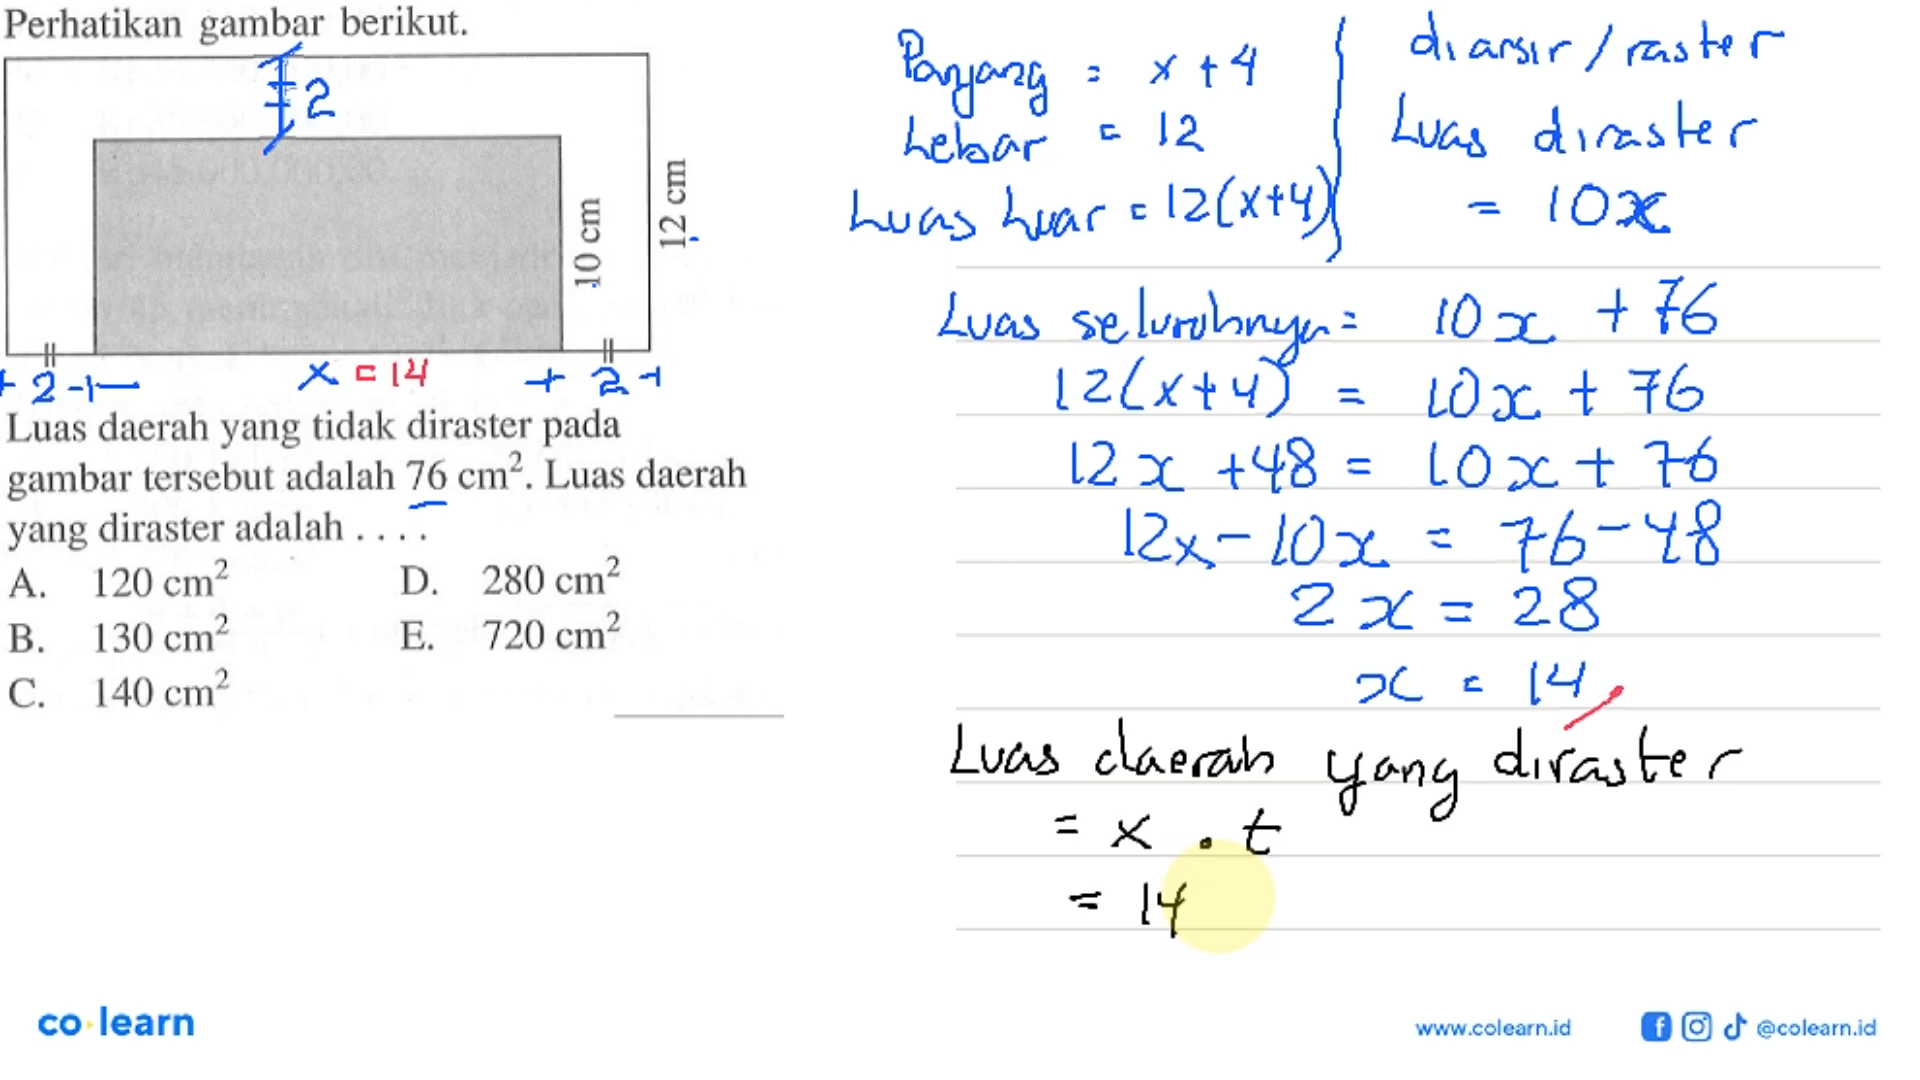 Perhatikan gambar berikut.
2
10 cm
12 cm
+ 2 -1—
x = 14
+ 2 -1
Luas daerah yang tidak diraster pada
gambar tersebut adalah 76 cm². Luas daerah
yang diraster adalah . . . .
A. 120 cm²
B. 130 cm²
C. 140 cm²
D. 280 cm²
E. 720 cm²
Panjang = x + 4
Lebar = 12
Luas Luar = 12(x+4)
diarsir / raster
Luas diraster
= 10x
Luas seluruhnya = 10x + 76
12(x+4) = 10x + 76
12x + 48 = 10x + 76
12x - 10x = 76 - 48
2x = 28
x = 14
Luas daerah yang diraster
= x . t
= 14
co learn
www.colearn.id
@colearn.id